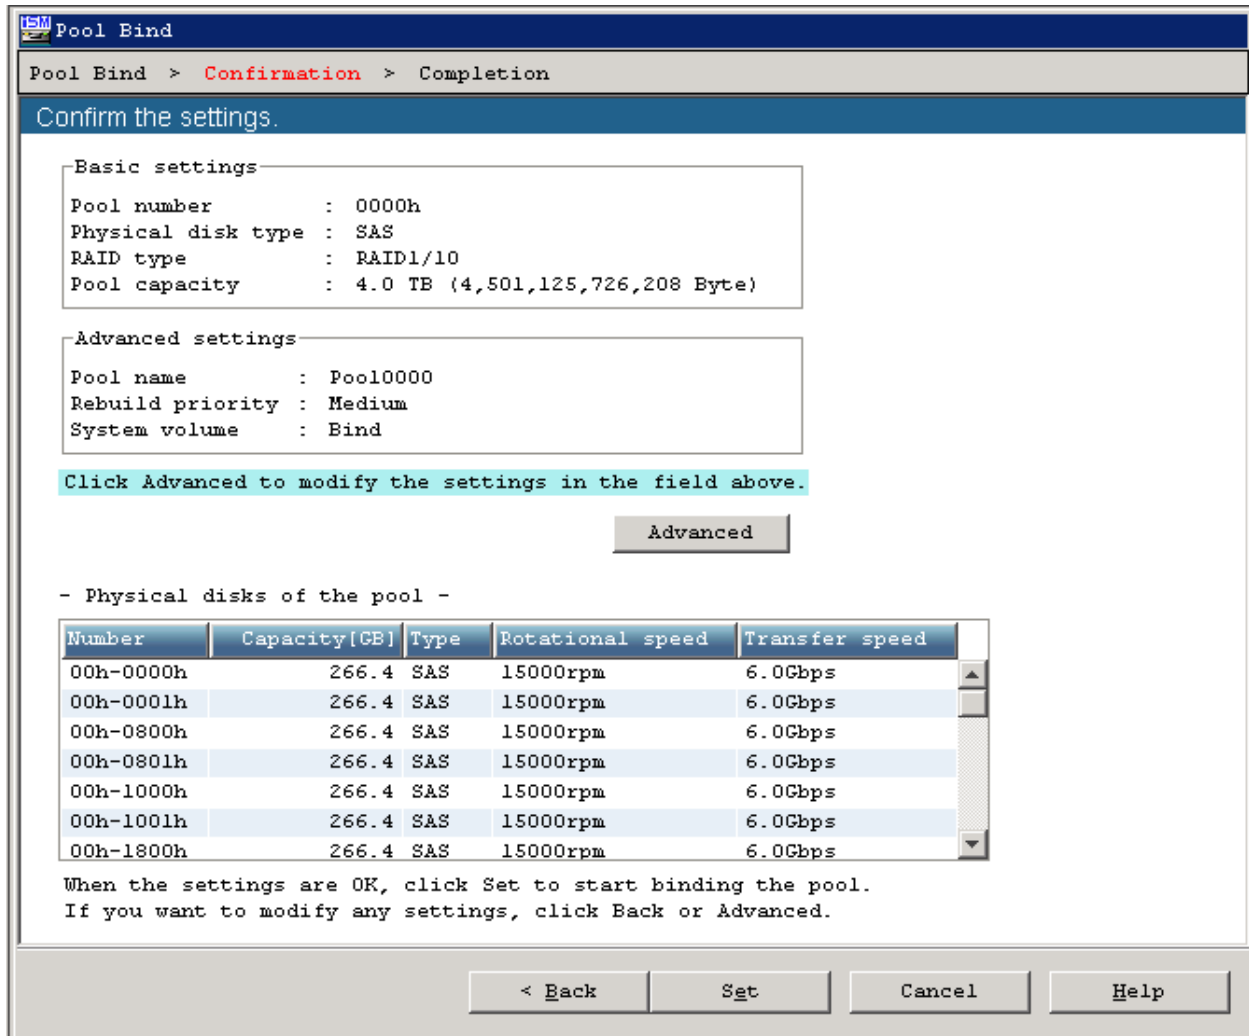 ISM Pool Bind
Pool Bind > Confirmation > Completion
Confirm the settings.
Basic settings
Pool number : 0000h
Physical disk type : SAS
RAID type : RAID1/10
Pool capacity : 4.0 TB (4,501,125,726,208 Byte)
Advanced settings
Pool name : Pool0000
Rebuild priority : Medium
System volume : Bind
Click Advanced to modify the settings in the field above.
Advanced
- Physical disks of the pool -
Number Capacity[GB] Type Rotational speed Transfer speed
00h-0000h 266.4 SAS 15000rpm 6.0Gbps
00h-0001h 266.4 SAS 15000rpm 6.0Gbps
00h-0800h 266.4 SAS 15000rpm 6.0Gbps
00h-0801h 266.4 SAS 15000rpm 6.0Gbps
00h-1000h 266.4 SAS 15000rpm 6.0Gbps
00h-1001h 266.4 SAS 15000rpm 6.0Gbps
00h-1800h 266.4 SAS 15000rpm 6.0Gbps
When the settings are OK, click Set to start binding the pool.
If you want to modify any settings, click Back or Advanced.
< Back Set Cancel Help